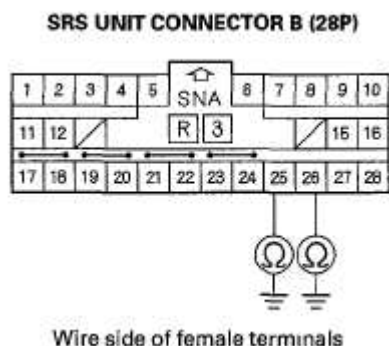 SRS UNIT CONNECTOR B (28P)
1 2 3 4 5 SNA 6 7 8 9 10
11 12 R 3 15 16
17 18 19 20 21 22 23 24 25 26 27 28
Ω Ω
Wire side of female terminals